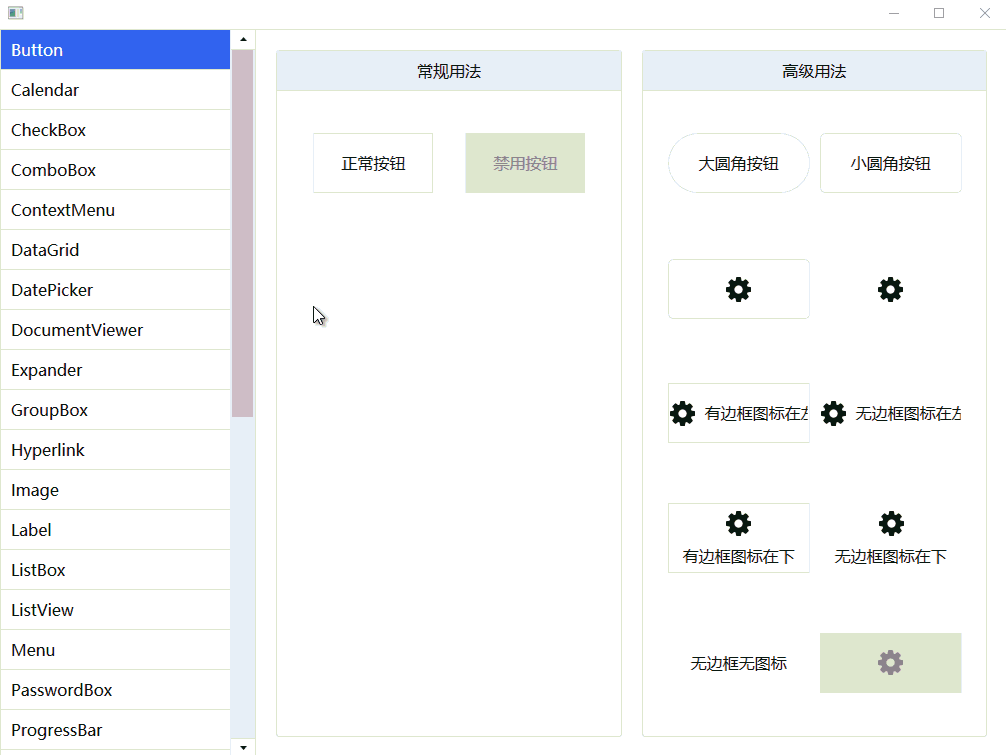 Button
Calendar
CheckBox
ComboBox
ContextMenu
DataGrid
DatePicker
DocumentViewer
Expander
GroupBox
Hyperlink
Image
Label
ListBox
ListView
Menu
PasswordBox
ProgressBar
常规用法
正常按钮 禁用按钮
高级用法
大圆角按钮 小圆角按钮
有边框图标在左 无边框图标在左
有边框图标在下 无边框图标在下
无边框无图标